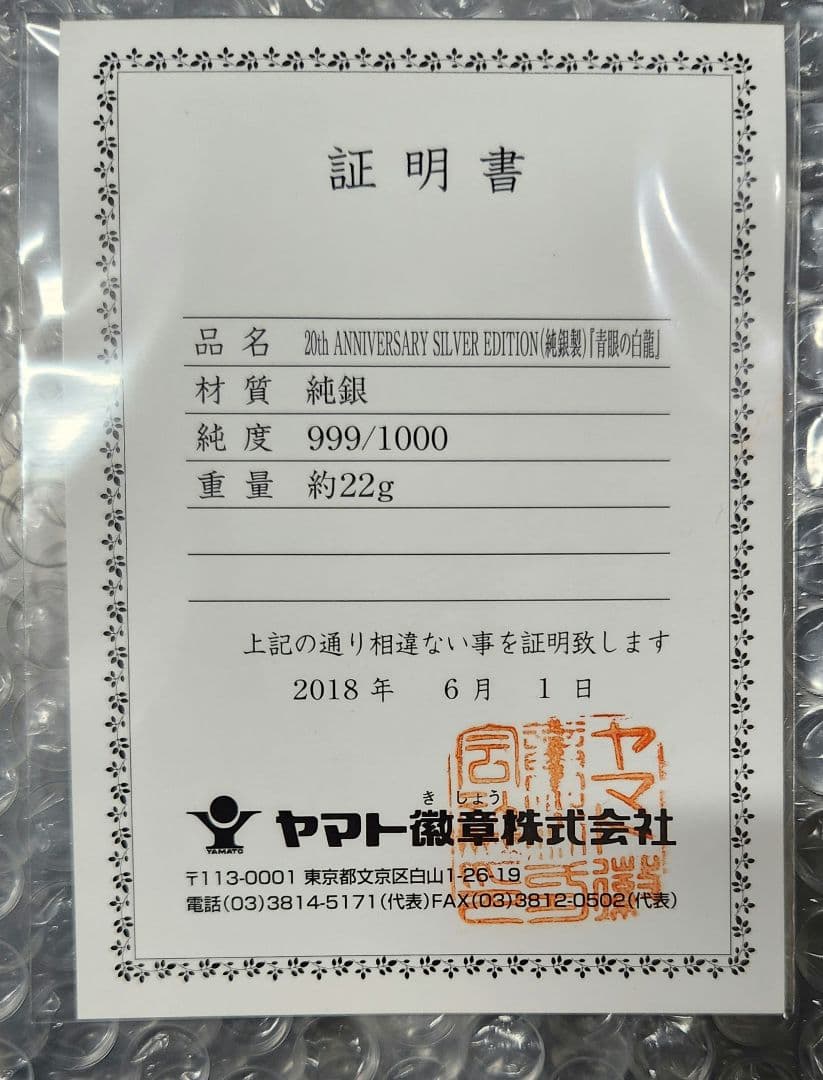 証明書
品名 20th ANNIVERSARY SILVER EDITION(純銀製)『青眼の白龍』
材質 純銀
純度 999/1000
重量 約22g
上記の通り相違ない事を証明致します
2018年 6月 1日
き しょう
YAMATO ヤマト徽章株式会社
〒113-0001 東京都文京区白山1-26-19
電話(03)3814-5171(代表)FAX(03)3812-0502(代表)